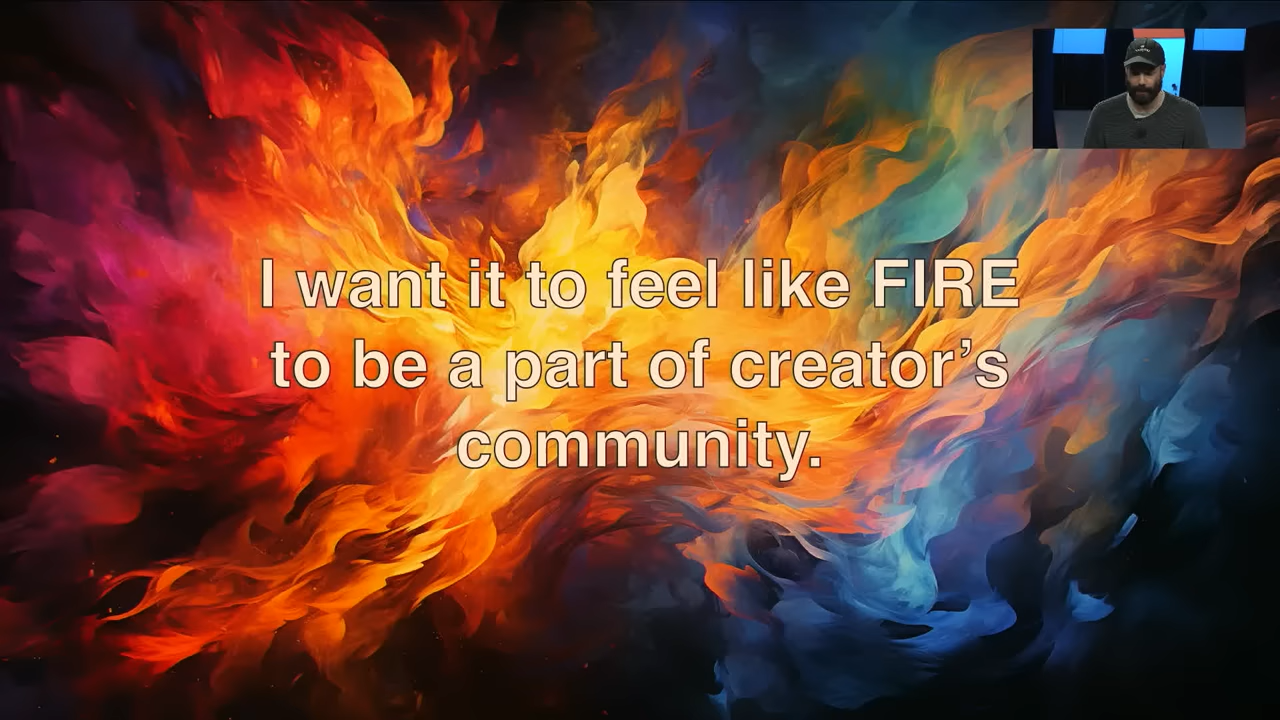 I want it to feel like FIRE
to be a part of creator’s
community.